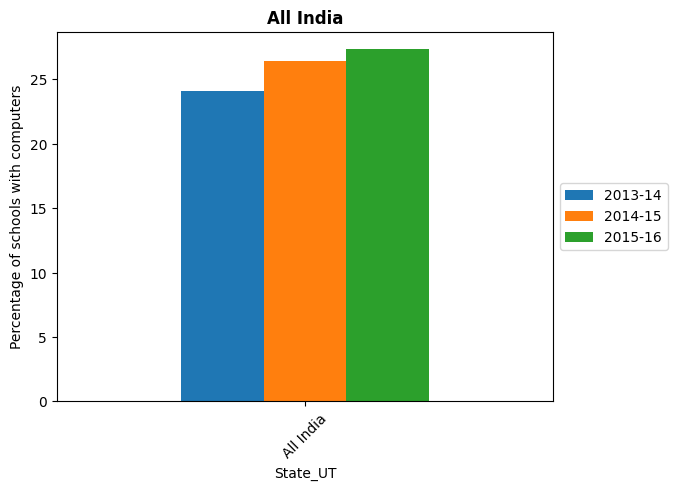 All India
Percentage of schools with computers
25
20
15
10
5
0
All India
State_UT
2013-14
2014-15
2015-16